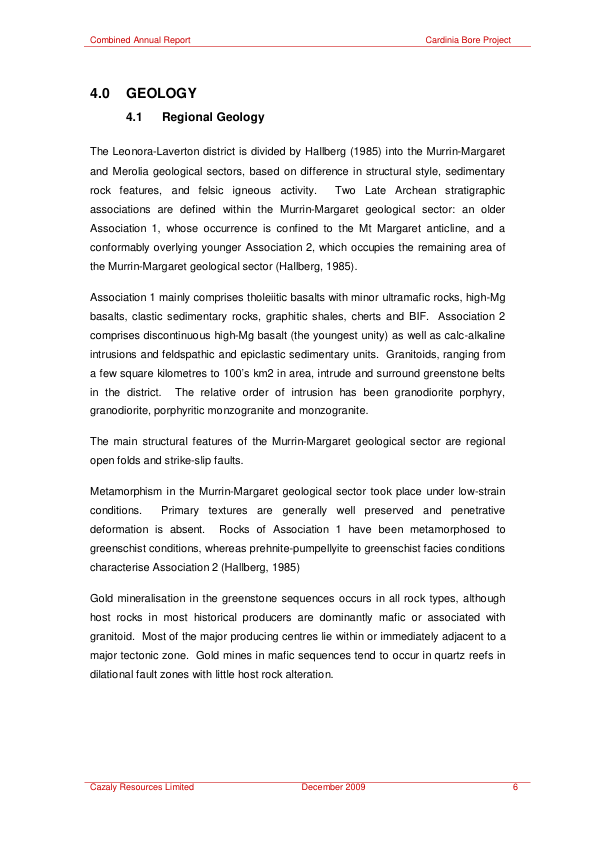 Combined Annual Report Cardinia Bore Project
4.0 GEOLOGY
4.1 Regional Geology
The Leonora-Laverton district is divided by Hallberg (1985) into the Murrin-Margaret
and Merolia geological sectors, based on difference in structural style, sedimentary
rock features, and felsic igneous activity. Two Late Archean stratigraphic
associations are defined within the Murrin-Margaret geological sector: an older
Association 1, whose occurrence is confined to the Mt Margaret anticline, and a
conformably overlying younger Association 2, which occupies the remaining area of
the Murrin-Margaret geological sector (Hallberg, 1985).
Association 1 mainly comprises tholeiitic basalts with minor ultramafic rocks, high-Mg
basalts, clastic sedimentary rocks, graphitic shales, cherts and BIF. Association 2
comprises discontinuous high-Mg basalt (the youngest unity) as well as calc-alkaline
intrusions and feldspathic and epiclastic sedimentary units. Granitoids, ranging from
a few square kilometres to 100's km2 in area, intrude and surround greenstone belts
in the district. The relative order of intrusion has been granodiorite porphyry,
granodiorite, porphyritic monzogranite and monzogranite.
The main structural features of the Murrin-Margaret geological sector are regional
open folds and strike-slip faults.
Metamorphism in the Murrin-Margaret geological sector took place under low-strain
conditions. Primary textures are generally well preserved and penetrative
deformation is absent. Rocks of Association 1 have been metamorphosed to
greenschist conditions, whereas prehnite-pumpellyite to greenschist facies conditions
characterise Association 2 (Hallberg, 1985)
Gold mineralisation in the greenstone sequences occurs in all rock types, although
host rocks in most historical producers are dominantly mafic or associated with
granitoid. Most of the major producing centres lie within or immediately adjacent to a
major tectonic zone. Gold mines in mafic sequences tend to occur in quartz reefs in
dilational fault zones with little host rock alteration.
Cazaly Resources Limited December 2009 6